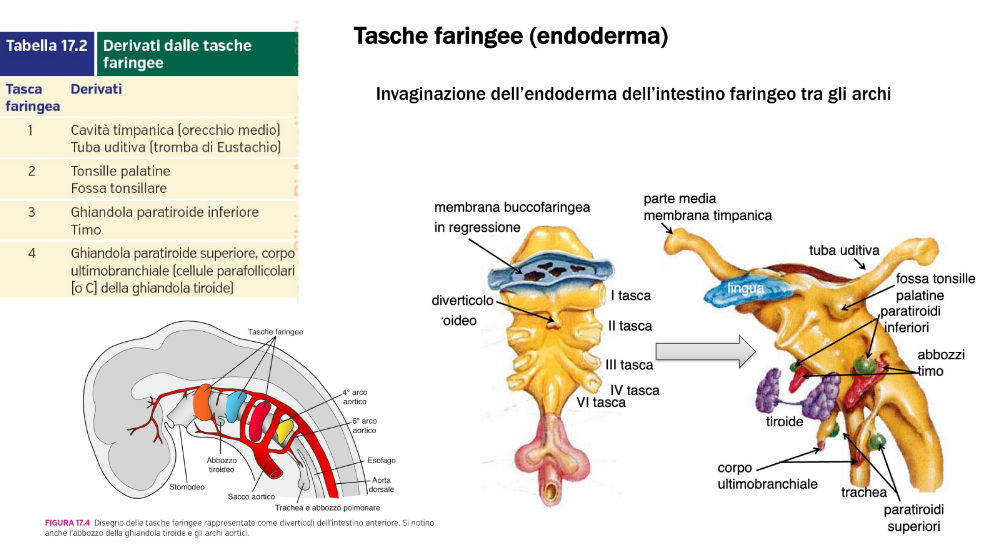 Tasche faringee (endoderma)
Invaginazione dell'endoderma dell'intestino faringeo tra gli archi
Tabella 17.2
Derivati dalle tasche
faringee
Tasca
faringea
Derivati
1
Cavità timpanica (orecchio medio)
Tuba uditiva (tromba di Eustachio)
2
Tonsille palatine
Fossa tonsillare
3
Ghiandola paratiroide inferiore
Timo
4
Ghiandola paratiroide superiore, corpo
ultimobranchiale (cellule parafollicolari
[o C] della ghiandola tiroide)
Tasche faringee
4° arco
aortico
6° arco
aortico
Esofago
Aorta
dorsale
Abbozzo
tiroideo
Stomodeo
Sacco aortico
Trachea e abbozzo polmonare
FIGURA 17.4 Disegno delle tasche faringee rappresentate come diverticoli dell'intestino anteriore. Si notino
anche l'abbozzo della ghiandola tiroide e gli archi aortici.
membrana buccofaringea
in regressione
diverticolo
oideo
I tasca
II tasca
III tasca
IV tasca
VI tasca
parte media
membrana timpanica
tuba uditiva
lingua
fossa tonsille
palatine
paratiroidi
inferiori
abbozzi
timo
tiroide
corpo
ultimobranchiale
trachea
paratiroidi
superiori